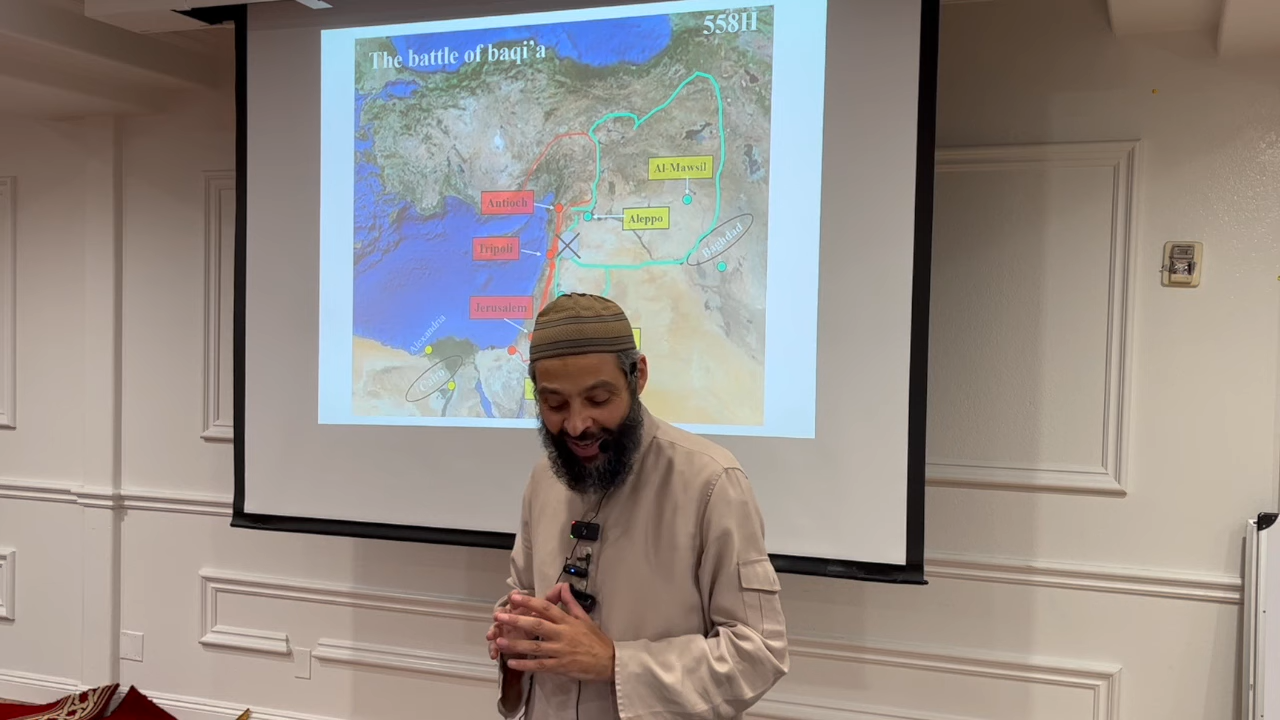 558H
The battle of baqi'a
Al-Mawsil
Antioch
Aleppo
Tripoli
Baghdad
Jerusalem
Alexandria
Cairo